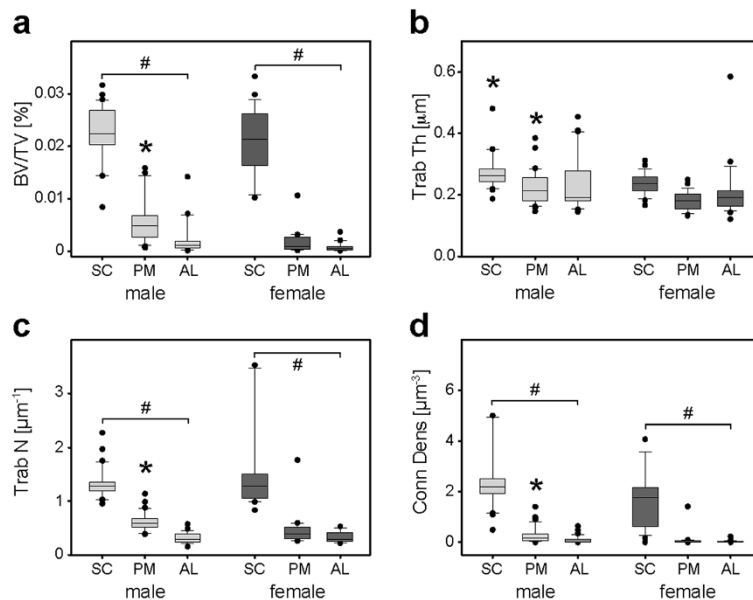 a
#
#
*
BV/TV [%]
0.03
0.02
0.01
0
SC PM AL SC PM AL
male female
b
*
*
Trab Th [µm]
0.6
0.4
0.2
0.0
SC PM AL SC PM AL
male female
c
#
#
*
Trab N [µm⁻¹]
3
2
1
0
SC PM AL SC PM AL
male female
d
#
#
*
Conn Dens [µm⁻³]
6
4
2
0
SC PM AL SC PM AL
male female